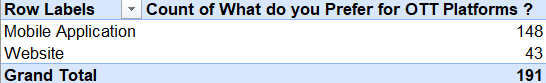 Row Labels Count of What do you Prefer for OTT Platforms ?
Mobile Application 148
Website 43
Grand Total 191